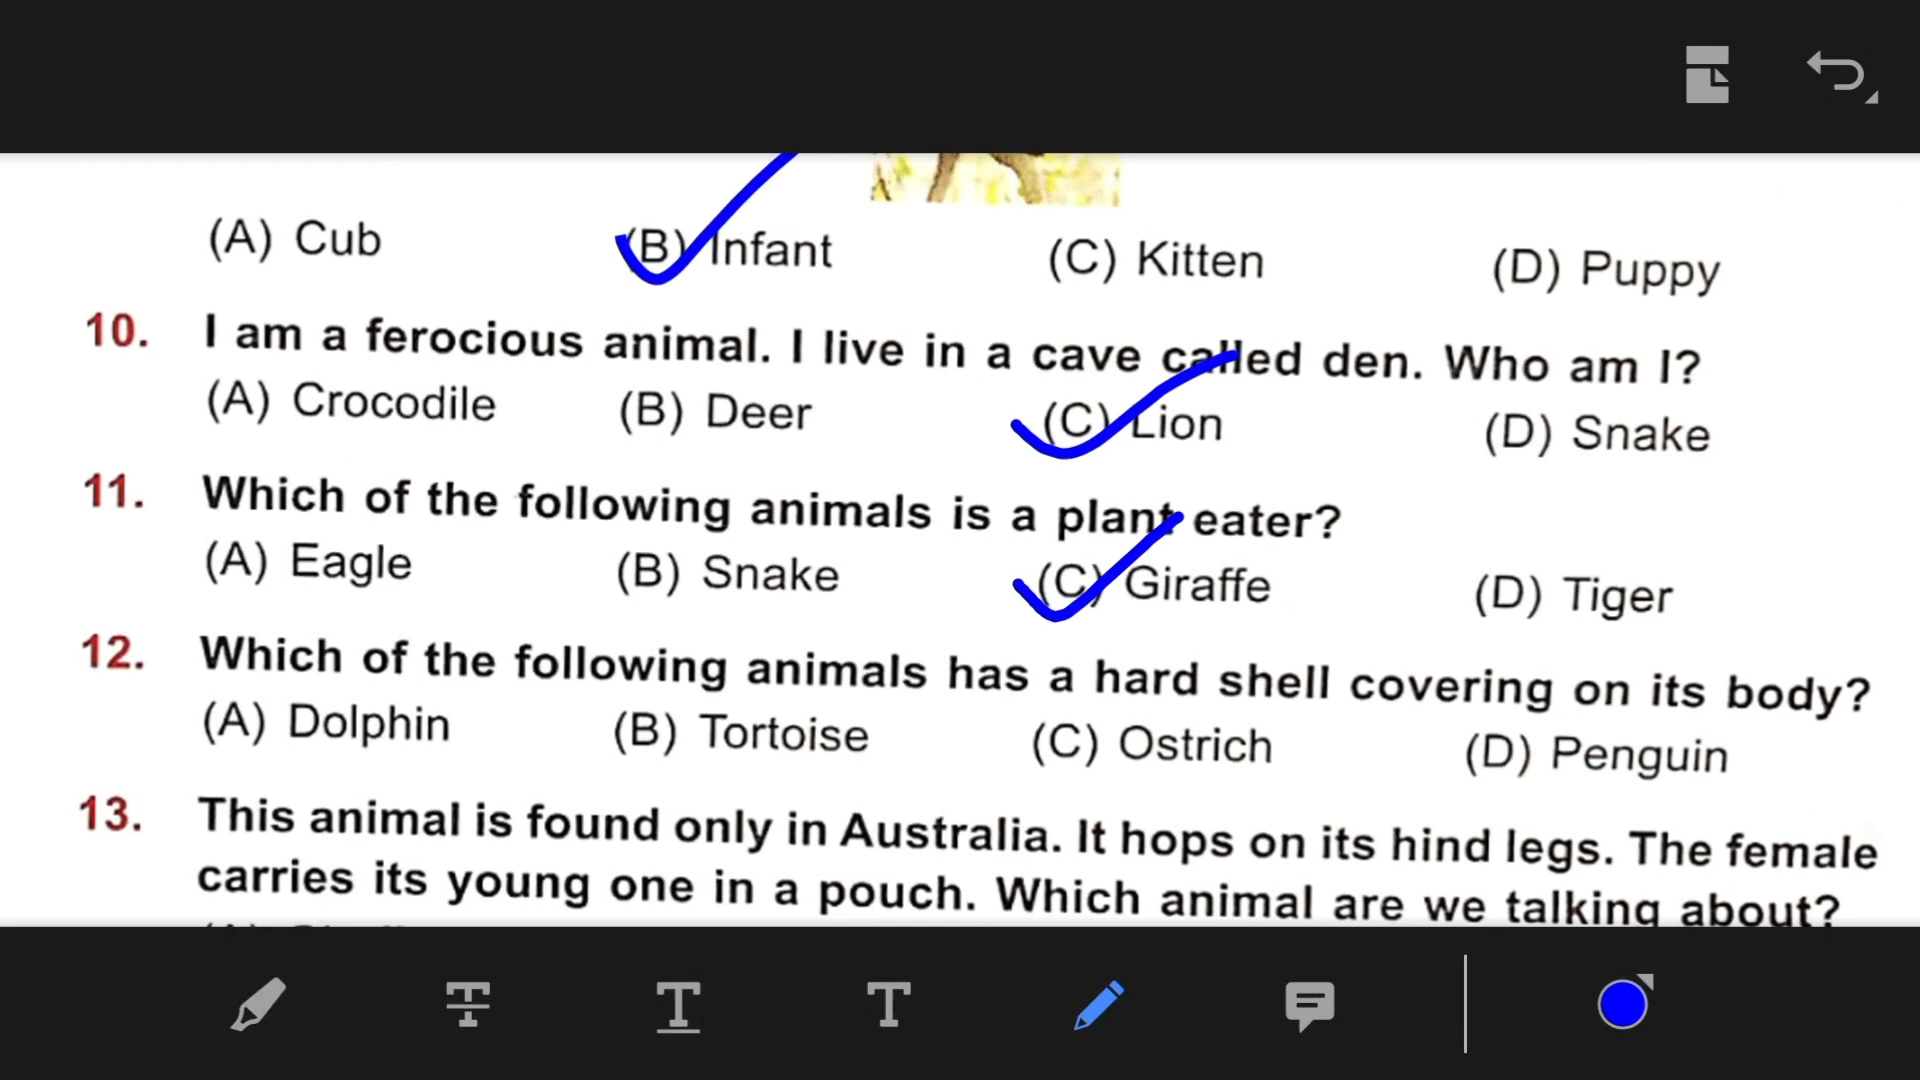 (A) Cub (B) Infant (C) Kitten (D) Puppy
10. I am a ferocious animal. I live in a cave called den. Who am I?
(A) Crocodile (B) Deer (C) Lion (D) Snake
11. Which of the following animals is a plant eater?
(A) Eagle (B) Snake (C) Giraffe (D) Tiger
12. Which of the following animals has a hard shell covering on its body?
(A) Dolphin (B) Tortoise (C) Ostrich (D) Penguin
13. This animal is found only in Australia. It hops on its hind legs. The female
carries its young one in a pouch. Which animal are we talking about?